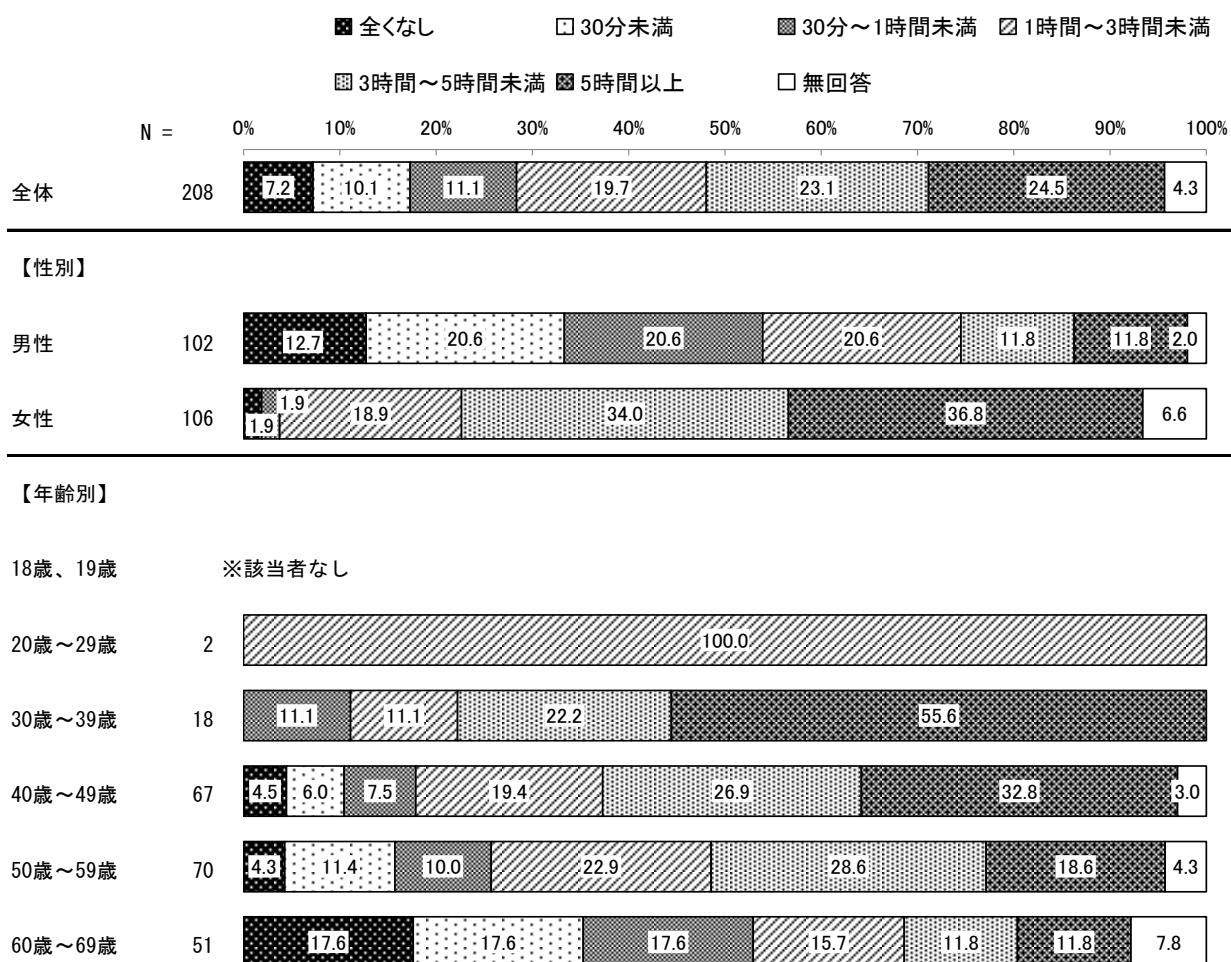 全くなし 30分未満 30分～1時間未満 1時間～3時間未満
3時間～5時間未満 5時間以上 無回答
N = 0% 10% 20% 30% 40% 50% 60% 70% 80% 90% 100%
全体 208 7.2 10.1 11.1 19.7 23.1 24.5 4.3
【性別】
男性 102 12.7 20.6 20.6 20.6 11.8 11.8 2.0
女性 106 1.9 1.9 18.9 34.0 36.8 6.6
【年齢別】
18歳、19歳 ※該当者なし
20歳～29歳 2 100.0
30歳～39歳 18 11.1 11.1 22.2 55.6
40歳～49歳 67 4.5 6.0 7.5 19.4 26.9 32.8 3.0
50歳～59歳 70 4.3 11.4 10.0 22.9 28.6 18.6 4.3
60歳～69歳 51 17.6 17.6 17.6 15.7 11.8 11.8 7.8